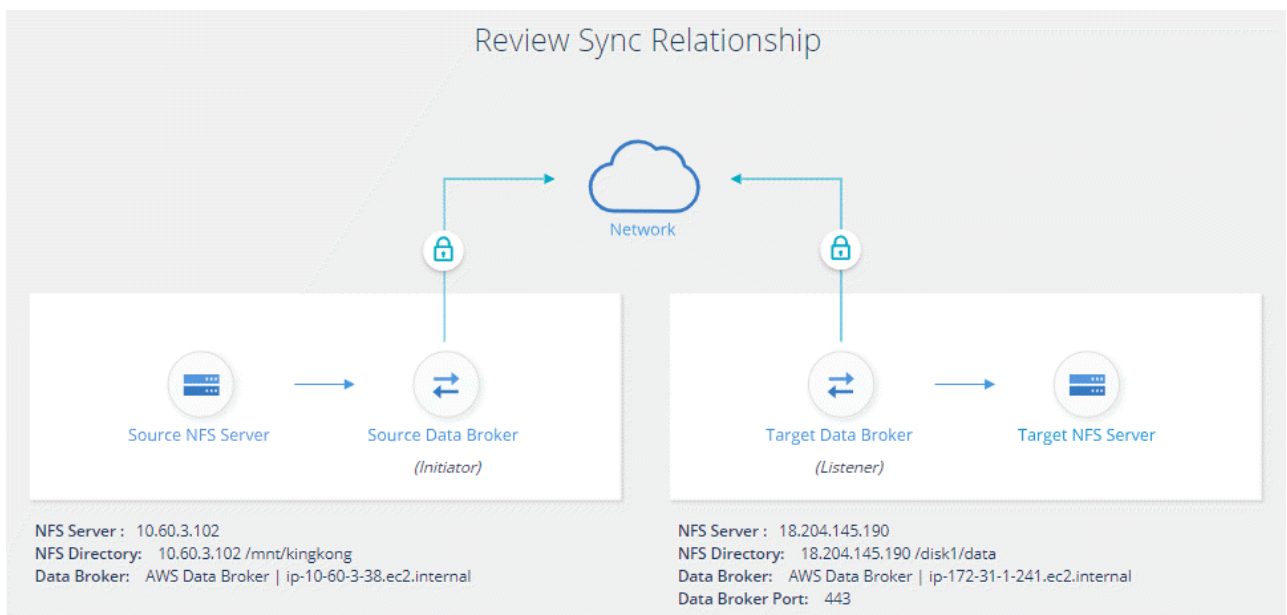 Review Sync Relationship
Network
Source NFS Server
Source Data Broker
(Initiator)
Target Data Broker
(Listener)
Target NFS Server
NFS Server : 10.60.3.102
NFS Directory: 10.60.3.102 /mnt/kingkong
Data Broker: AWS Data Broker | ip-10-60-3-38.ec2.internal
NFS Server : 18.204.145.190
NFS Directory: 18.204.145.190 /disk1/data
Data Broker: AWS Data Broker | ip-172-31-1-241.ec2.internal
Data Broker Port: 443